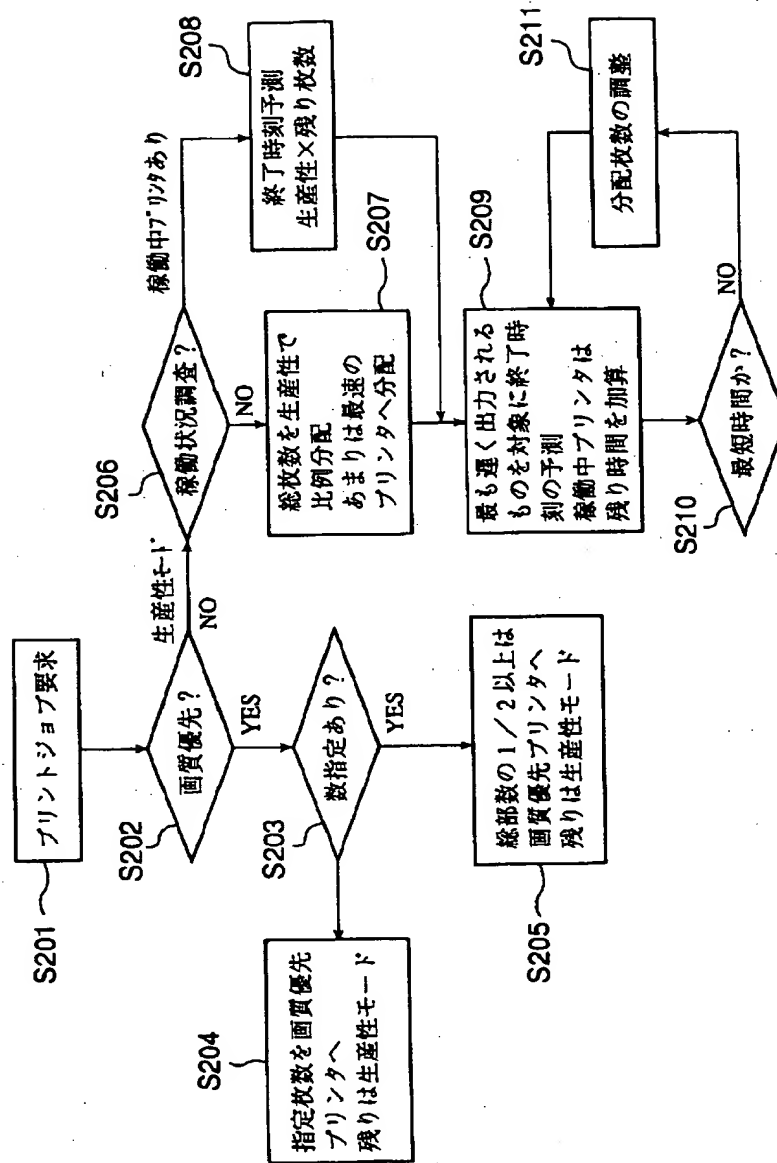 S201
プリントジョブ要求
S202
画質優先？
生産性モード
NO
YES
S203
数指定あり？
YES
S204
指定枚数を画質優先
プリンタへ
残りは生産性モード
S205
総部数の１／２以上は
画質優先プリンタへ
残りは生産性モード
S206
稼働状況調査？
稼働中プリンタあり
NO
S207
総枚数を生産性で
比例分配
あまりは最速の
プリンタへ分配
S208
終了時刻予測
生産性×残り枚数
S209
最も遅く出力される
ものを対象に終了時
刻の予測
稼働中プリンタは
残り時間を加算
S210
最短時間か？
NO
S211
分配枚数の調整